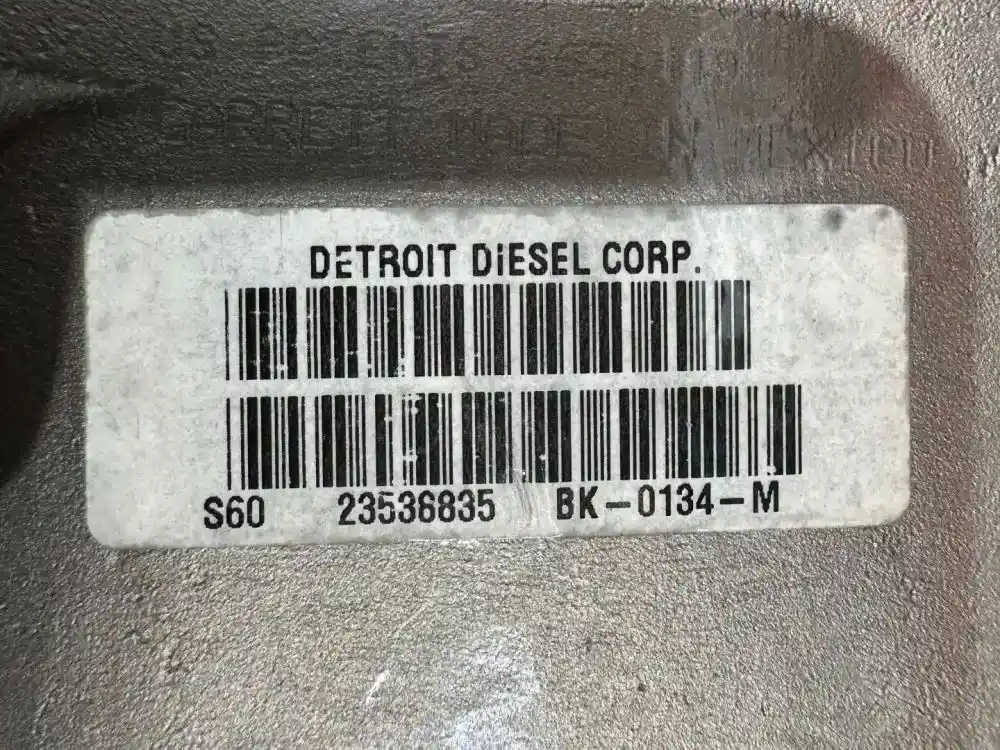 DETROIT DIESEL CORP.
S60 23536835 BK-0134-M